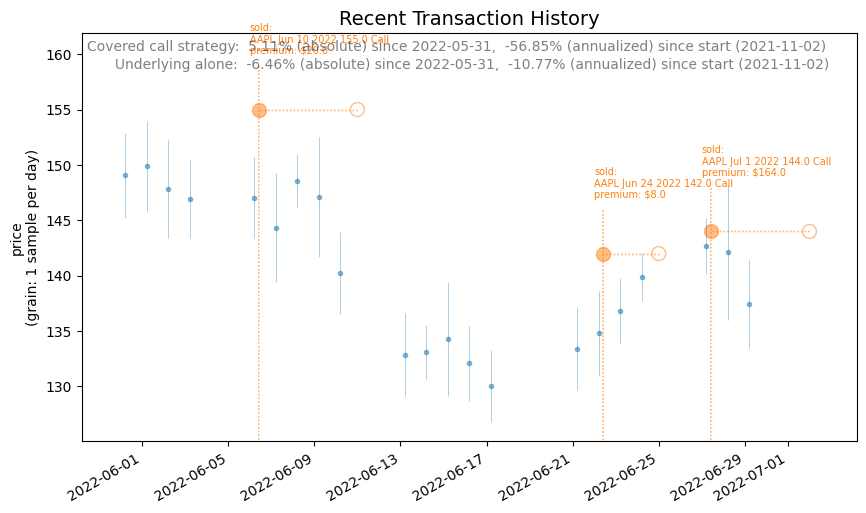 Recent Transaction History
sold:
AAPL Jun 10 2022 155.0 Call
premium: $20.0
Covered call strategy:  5.11% (absolute) since 2022-05-31,  -56.85% (annualized) since start (2021-11-02)
Underlying alone:  -6.46% (absolute) since 2022-05-31,  -10.77% (annualized) since start (2021-11-02)
sold:
AAPL Jul 1 2022 144.0 Call
premium: $164.0
sold:
AAPL Jun 24 2022 142.0 Call
premium: $8.0
price
(grain: 1 sample per day)
160
155
150
145
140
135
130
2022-06-01
2022-06-05
2022-06-09
2022-06-13
2022-06-17
2022-06-21
2022-06-25
2022-06-29
2022-07-01